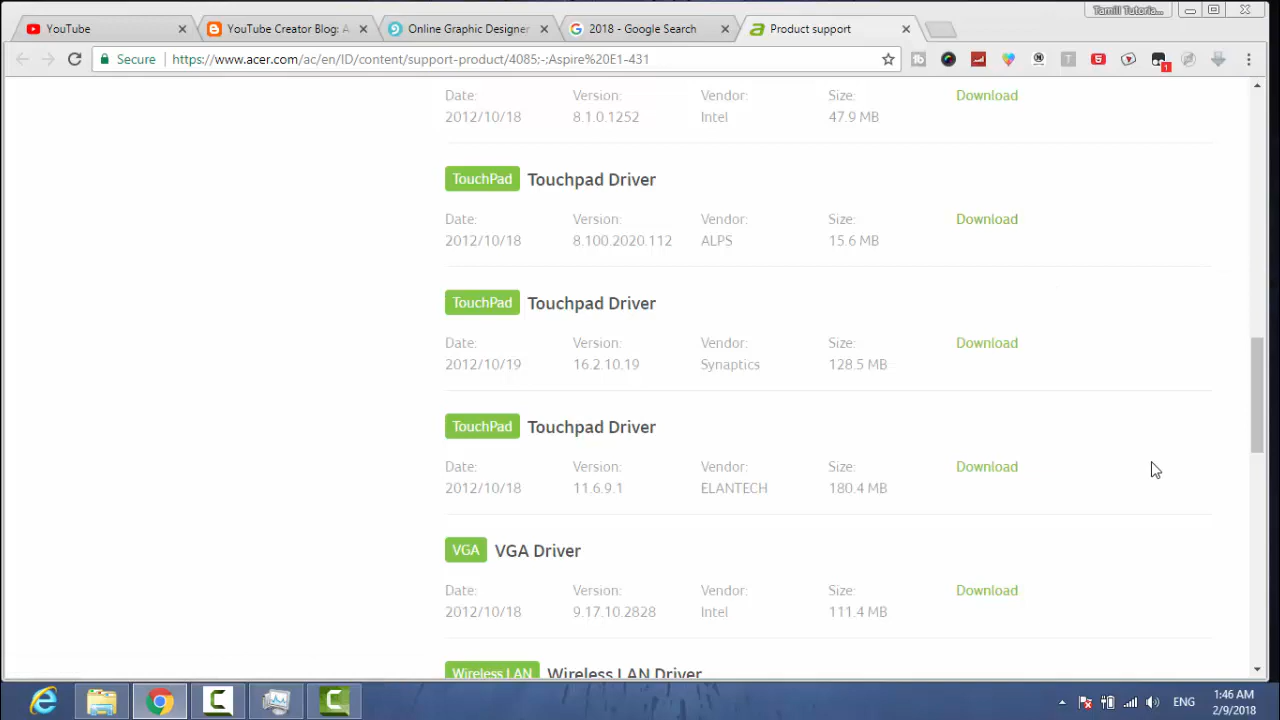 Tamill Tutoria...
YouTube
YouTube Creator Blog: A
Online Graphic Designer
2018 - Google Search
Product support
Secure
https://www.acer.com/ac/en/ID/content/support-product/4085:-;Aspire%20E1-431
Date:
Version:
Vendor:
Size:
Download
2012/10/18
8.1.0.1252
Intel
47.9 MB
TouchPad
Touchpad Driver
Date:
Version:
Vendor:
Size:
Download
2012/10/18
8.100.2020.112
ALPS
15.6 MB
TouchPad
Touchpad Driver
Date:
Version:
Vendor:
Size:
Download
2012/10/19
16.2.10.19
Synaptics
128.5 MB
TouchPad
Touchpad Driver
Date:
Version:
Vendor:
Size:
Download
2012/10/18
11.6.9.1
ELANTECH
180.4 MB
VGA
VGA Driver
Date:
Version:
Vendor:
Size:
Download
2012/10/18
9.17.10.2828
Intel
111.4 MB
Wireless LAN
Wireless LAN Driver
ENG
1:46 AM
2/9/2018